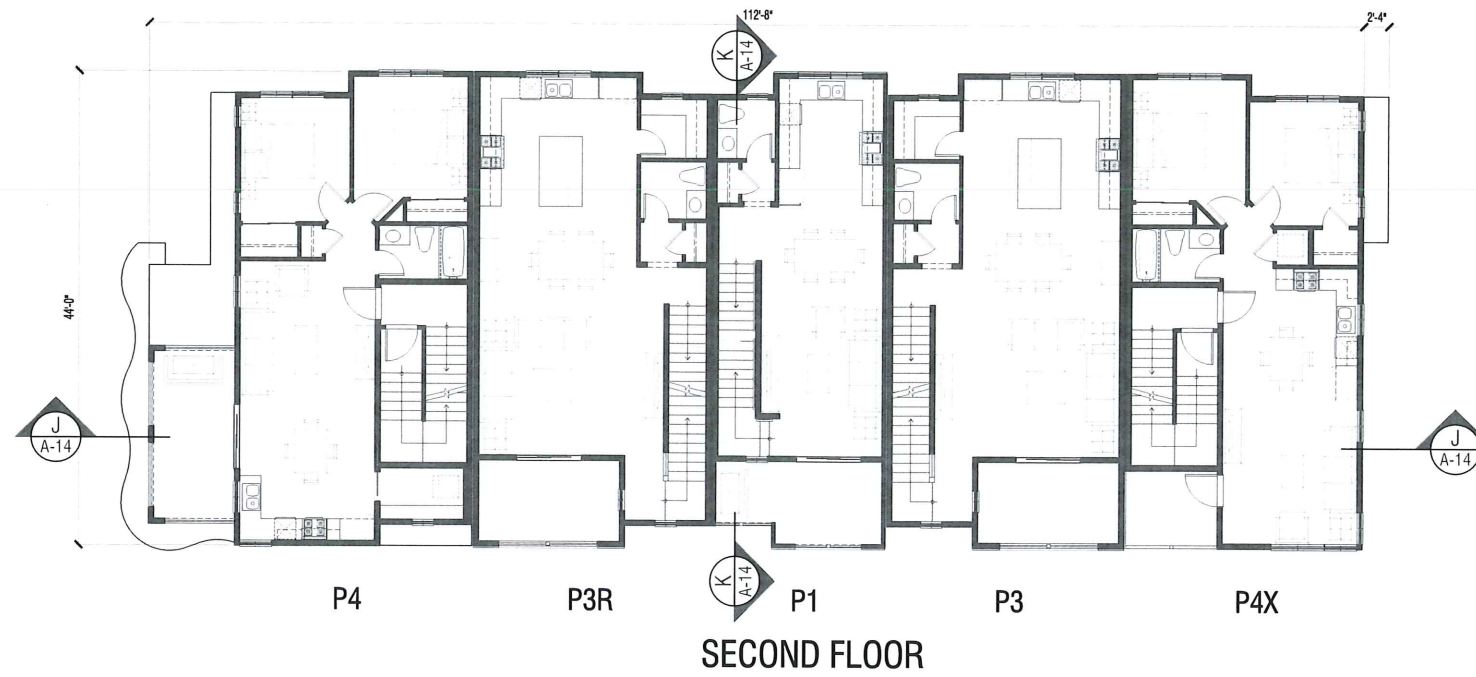 112'-8"
2'-4"
K
A-14
44'-0"
J
A-14
J
A-14
K
A-14
P4
P3R
P1
P3
P4X
SECOND FLOOR